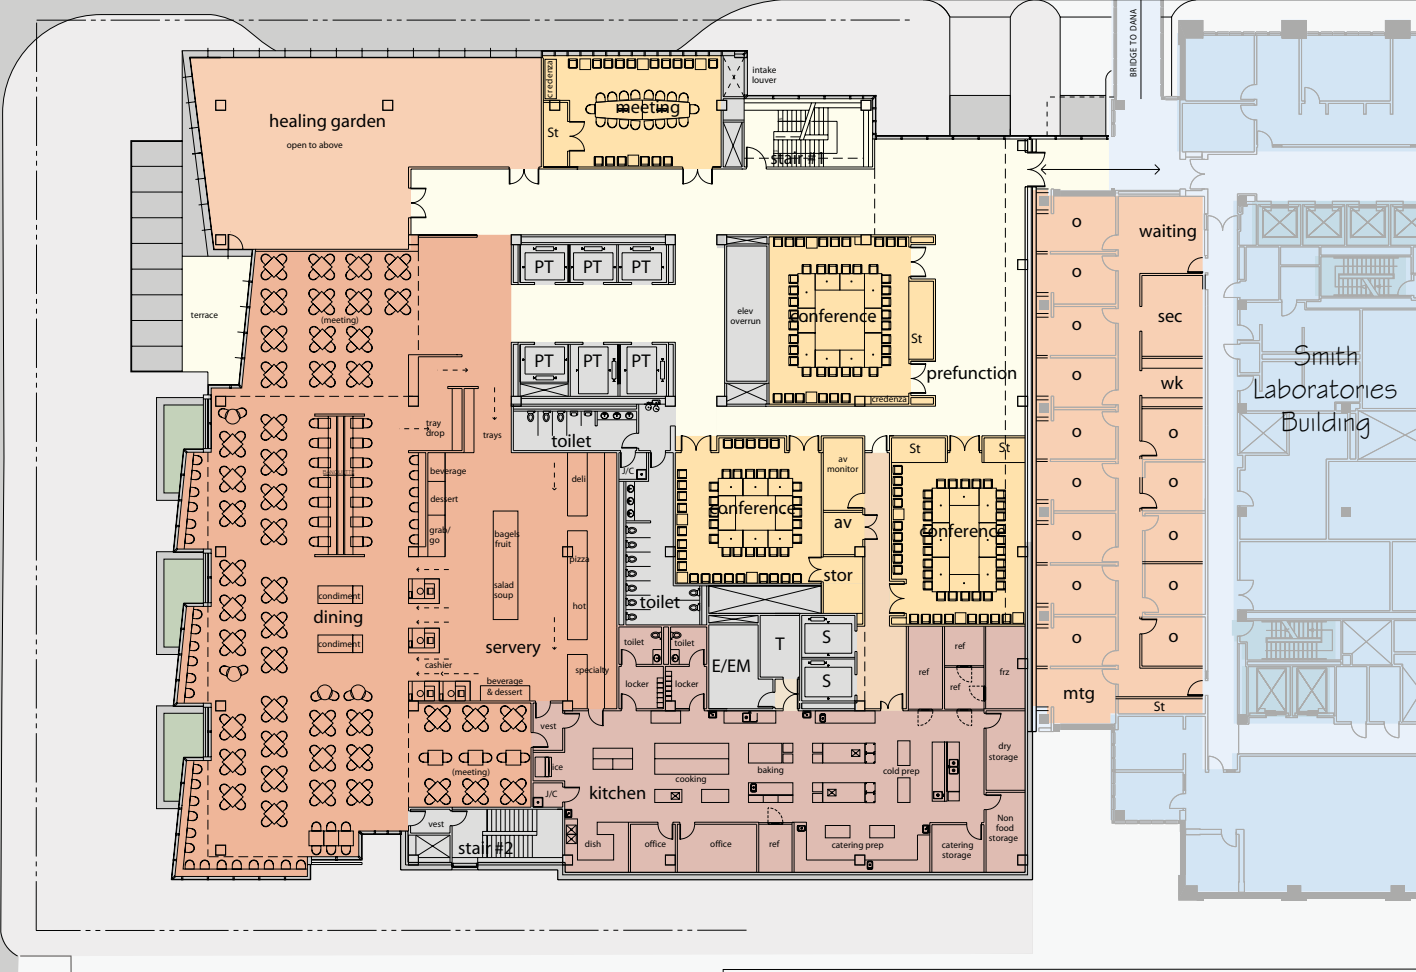 BRIDGE TO DANA
intake
louver
credenza
meeting
healing garden
open to above
St
stair #1
terrace
(meeting)
PT
PT
PT
PT
PT
PT
elev
overrun
conference
St
prefunction
credenza
O
O
O
O
O
O
O
O
O
waiting
sec
wk
O
O
O
O
O
mtg
St
Smith
Laboratories
Building
tray
drop
trays
toilet
J/C
beverage
dessert
grab/
go
deli
bagels
fruit
pizza
salad
soup
hot
specialty
av
monitor
conference
av
stor
St
St
conference
toilet
condiment
dining
condiment
servery
cashier
beverage
& dessert
toilet
toilet
locker
locker
E/EM
T
S
S
ref
ref
ref
frz
vest
(meeting)
ice
J/C
vest
stair #2
kitchen
cooking
baking
cold prep
dry
storage
Non
food
storage
dish
office
office
ref
catering prep
catering
storage